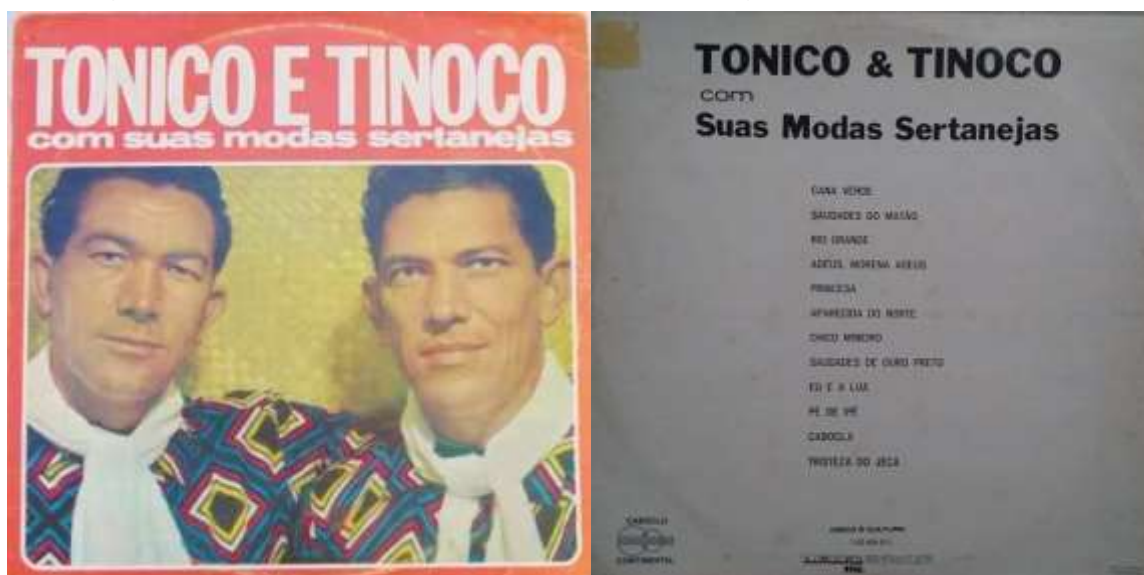 TONICO E TINOCO
com suas modas sertanejas
TONICO & TINOCO
com
Suas Modas Sertanejas
CANA VERDE
SAUDADES DO MATÃO
RIO GRANDE
ADEUS MORENA ADEUS
PRINCESA
APARECIDA DO NORTE
CHICO MINEIRO
SAUDADES DE OURO PRETO
EU E A LUA
PÉ DE IPÊ
CABOCLA
TRISTEZA DO JECA
CABOCLO
CONTINENTAL
DISCO É CULTURA